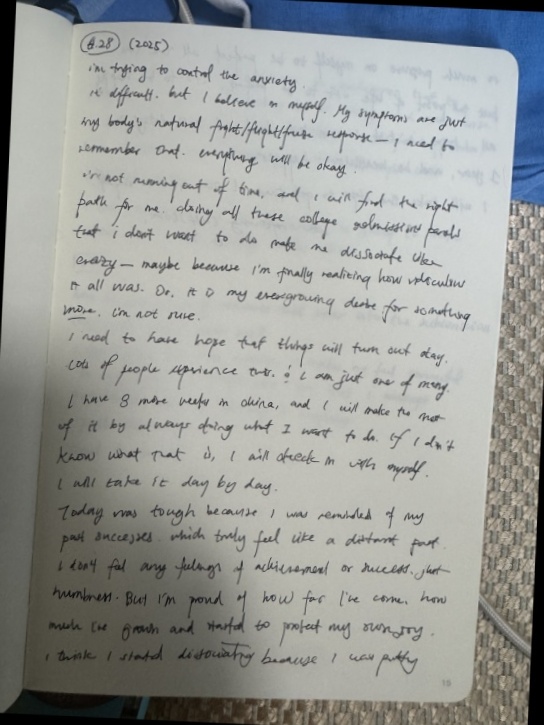 8.28 (2025)
i'm trying to control the anxiety.
it's difficult. but I believe in myself. My symptoms are just
my body's natural fight/flight/freeze response — I need to
remember that. everything will be okay.
i'm not running out of time, and I will find the right
path for me. doing all these college admissions panels
that i don't want to do make me dissociate like
crazy — maybe because I'm finally realizing how ridiculous
it all was. Or, it is my evergrowing desire for something
more. I'm not sure.
I need to have hope that things will turn out okay.
Lots of people experience this. & I am just one of many.
I have 8 more weeks in china, and I will make the most
of it by always doing what I want to do. If I don't
know what that is, I will check in with myself.
I will take it day by day.
Today was tough because I was reminded of my
past successes. which truly feel like a distant past.
I don't feel any feelings of achievement or success. just
numbness. But I'm proud of how far I've come. how
much I've grown and started to protect my own joy.
I think I started dissociating because I was putting
19